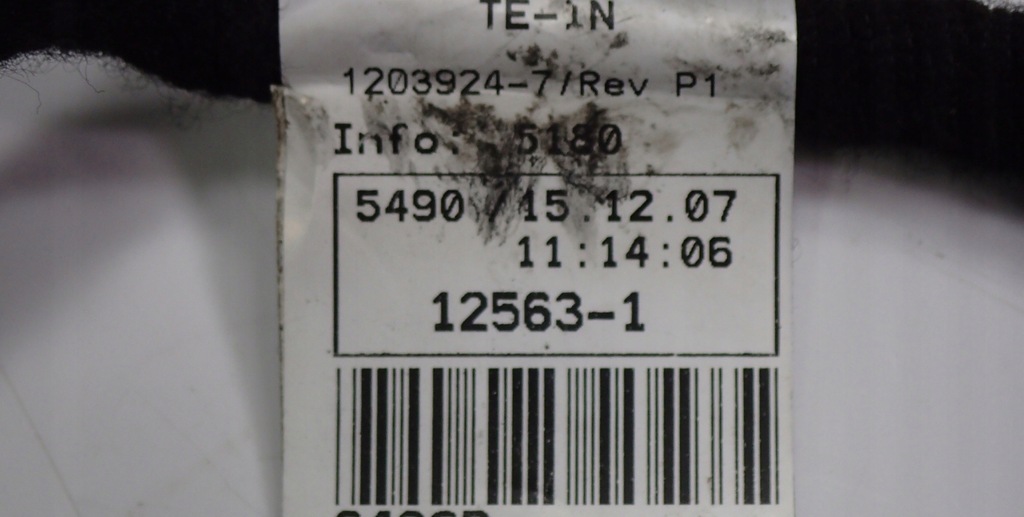 TE-1N
1203924-7/Rev P1
Info: 5180
5490 / 15.12.07
11:14:06
12563-1